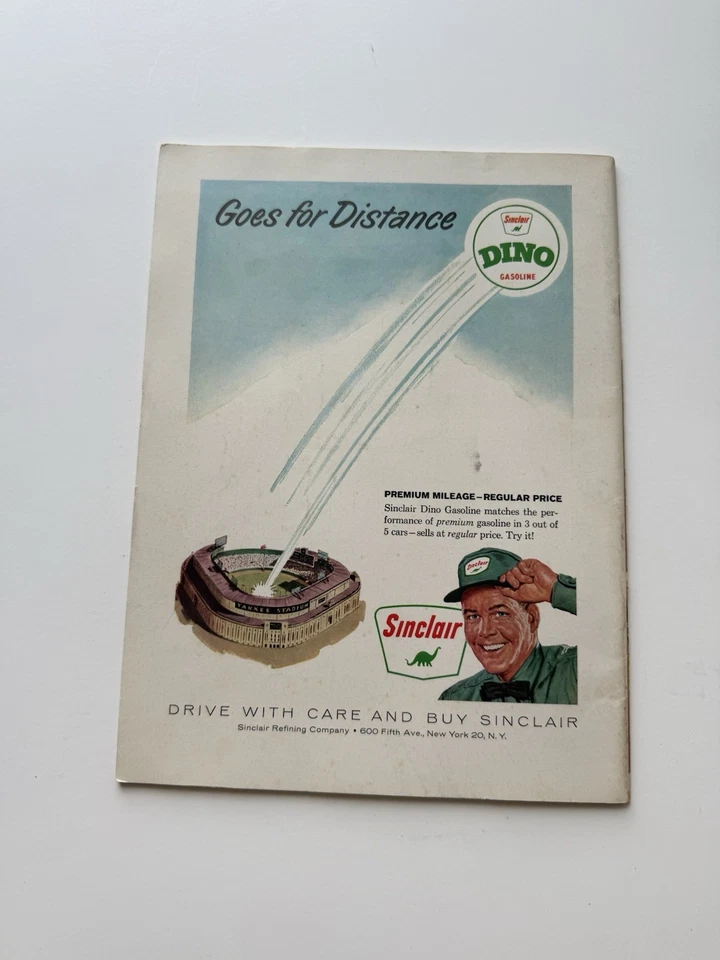 Goes for Distance
Sinclair
DINO
GASOLINE
PREMIUM MILEAGE—REGULAR PRICE
Sinclair Dino Gasoline matches the per-
formance of premium gasoline in 3 out of
5 cars—sells at regular price. Try it!
YANKEE STADIUM
Sinclair
Sinclair
DRIVE WITH CARE AND BUY SINCLAIR
Sinclair Refining Company • 600 Fifth Ave., New York 20, N. Y.